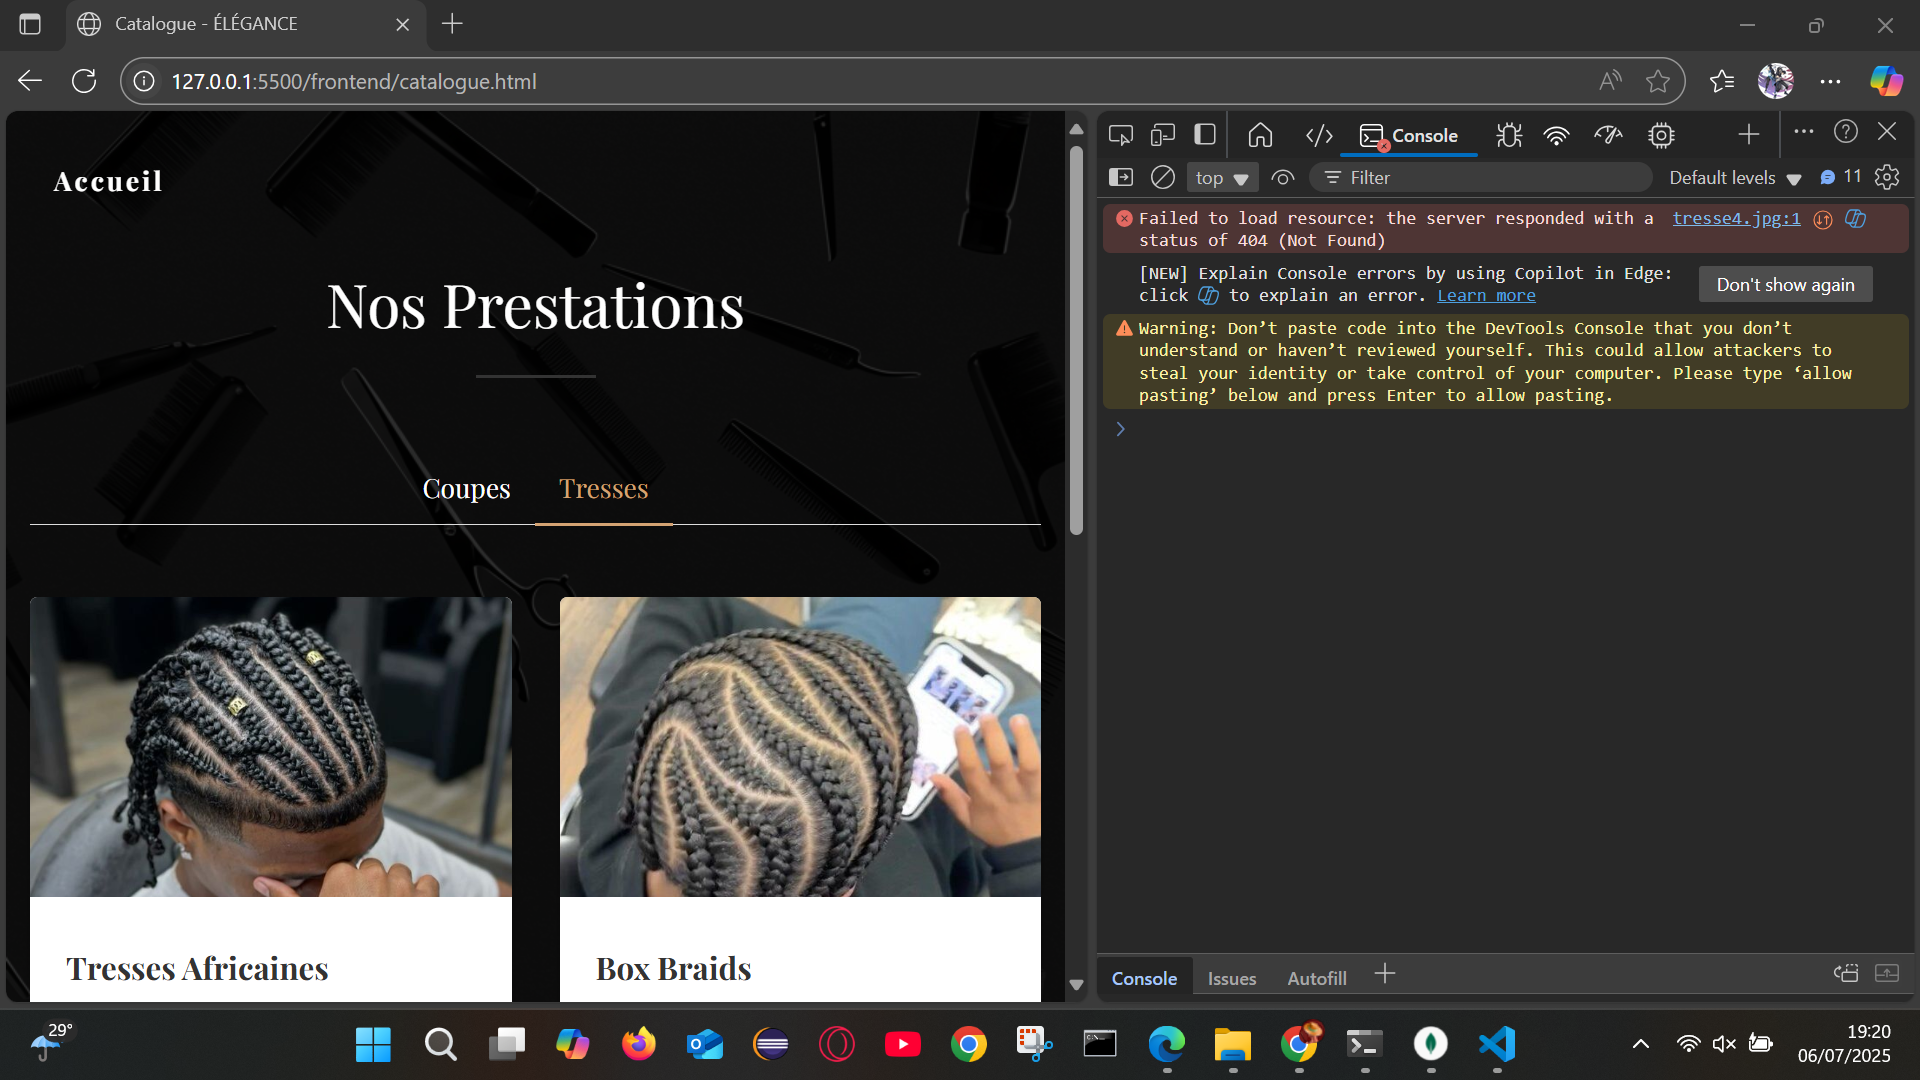 Catalogue - ÉLÉGANCE
127.0.0.1:5500/frontend/catalogue.html
Accueil
Nos Prestations
Coupes Tresses
Tresses Africaines
Box Braids
Console
top
Filter
Default levels
11
Failed to load resource: the server responded with a tresse4.jpg:1
status of 404 (Not Found)
[NEW] Explain Console errors by using Copilot in Edge:
click to explain an error. Learn more
Don't show again
Warning: Don’t paste code into the DevTools Console that you don’t
understand or haven’t reviewed yourself. This could allow attackers to
steal your identity or take control of your computer. Please type ‘allow
pasting’ below and press Enter to allow pasting.
Console Issues Autofill
29°
19:20
06/07/2025